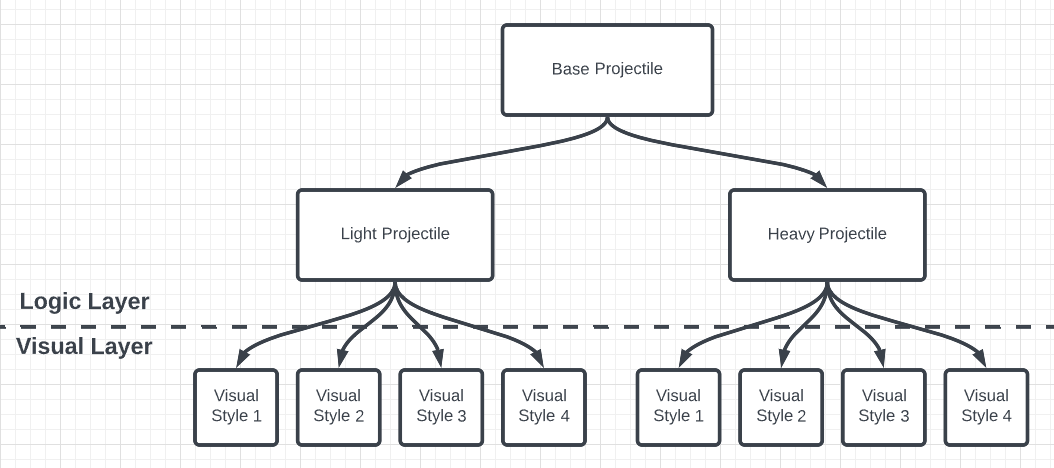 Base Projectile
Light Projectile
Heavy Projectile
Logic Layer
Visual Layer
Visual
Style 1
Visual
Style 2
Visual
Style 3
Visual
Style 4
Visual
Style 1
Visual
Style 2
Visual
Style 3
Visual
Style 4